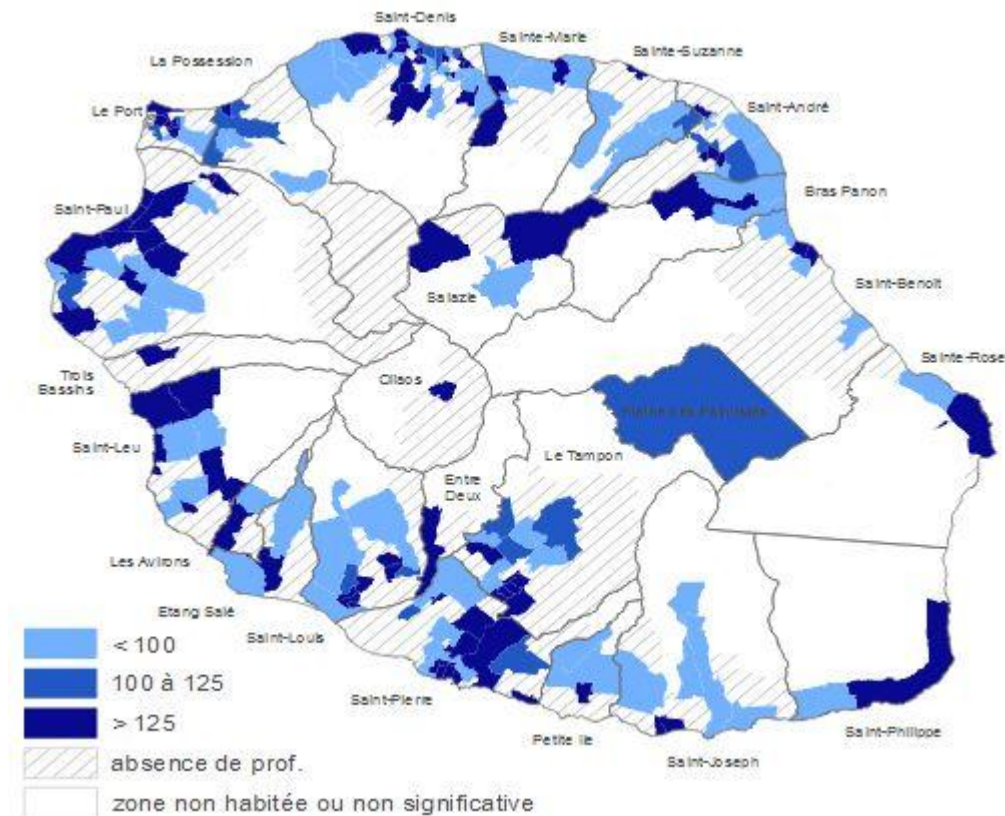 Saint-Denis
Sainte-Marie
Sainte-Suzanne
La Possession
Le Port
Saint-André
Bras Panon
Saint-Paul
Saint-Benoit
Salazie
Sainte-Rose
Trois
Bassins
Cilaos
Saint-Leu
Le Tampon
Entre
Deux
Les Avirons
Etang Salé
Saint-Louis
Saint-Pierre
Petite Ile
Saint-Joseph
Saint-Philippe
< 100
100 à 125
> 125
absence de prof.
zone non habitée ou non significative